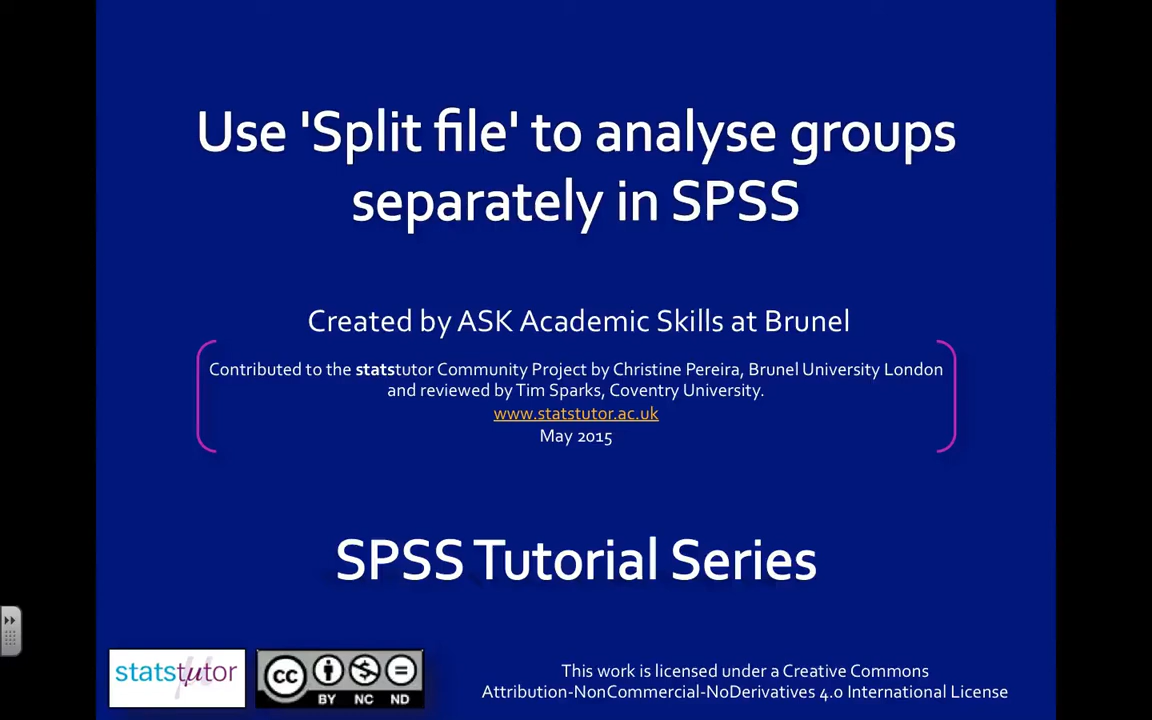 Use 'Split file' to analyse groups
separately in SPSS
Created by ASK Academic Skills at Brunel
Contributed to the statstutor Community Project by Christine Pereira, Brunel University London
and reviewed by Tim Sparks, Coventry University.
www.statstutor.ac.uk
May 2015
SPSS Tutorial Series
statstutor
cc
BY NC ND
This work is licensed under a Creative Commons
Attribution-NonCommercial-NoDerivatives 4.0 International License